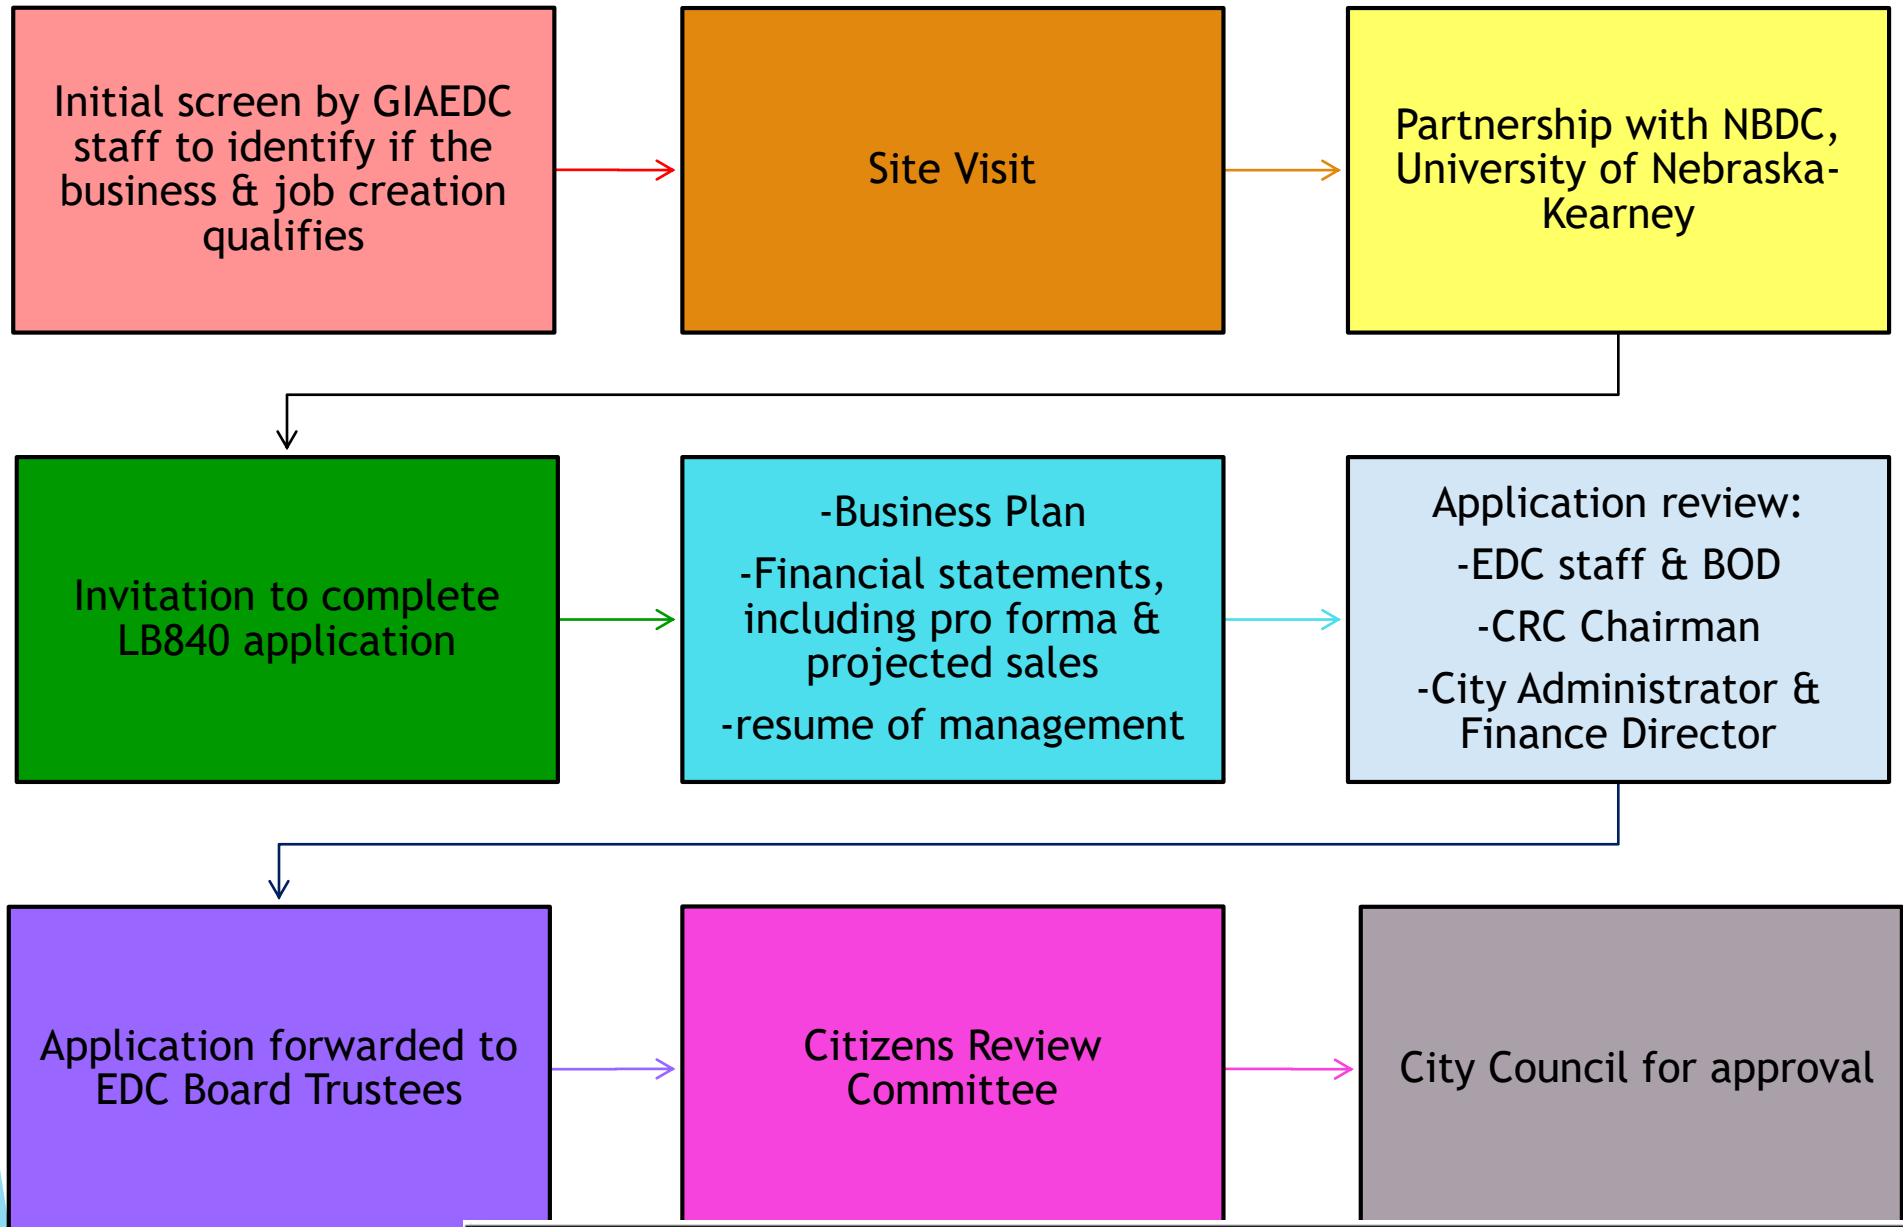 Initial screen by GIAEDC
staff to identify if the
business & job creation
qualifies
Site Visit
Partnership with NBDC,
University of Nebraska-
Kearney
Invitation to complete
LB840 application
-Business Plan
-Financial statements,
including pro forma &
projected sales
-resume of management
Application review:
-EDC staff & BOD
-CRC Chairman
-City Administrator &
Finance Director
Application forwarded to
EDC Board Trustees
Citizens Review
Committee
City Council for approval